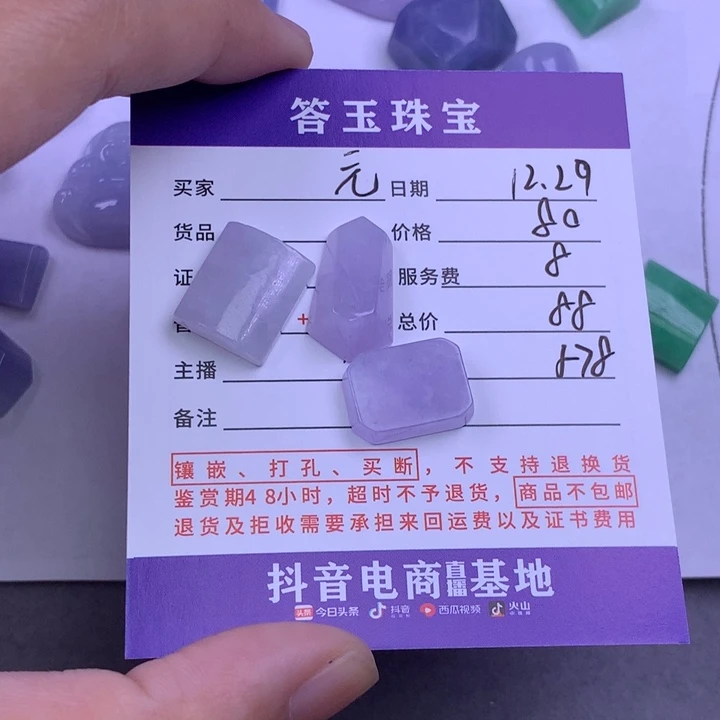 答玉珠宝
买家 元 日期 12.29
货品 价格 80
证 服务费 8
+ 总价 88
主播 878
备注
镶嵌、打孔、买断，不支持退换货
鉴赏期48小时，超时不予退货，商品不包邮
退货及拒收需要承担来回运费以及证书费用
抖音电商直播基地
头条 今日头条 抖音 西瓜视频 火山